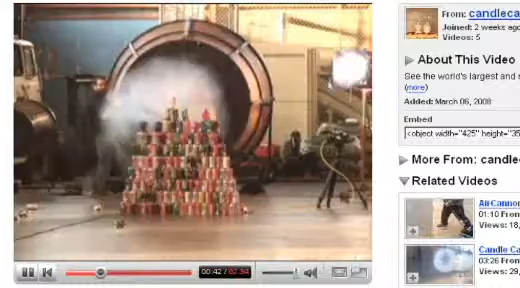 From: candleca
Joined: 2 weeks ago
Videos: 5
About This Video
See the world's largest and
(more)
Added: March 06, 2008
Embed
<object width="425" height="35
More From: candle
Related Videos
Air Cannon
01:10 From
Views: 18,
Candle Ca
03:26 From
Views: 29,
00:42 / 02:34